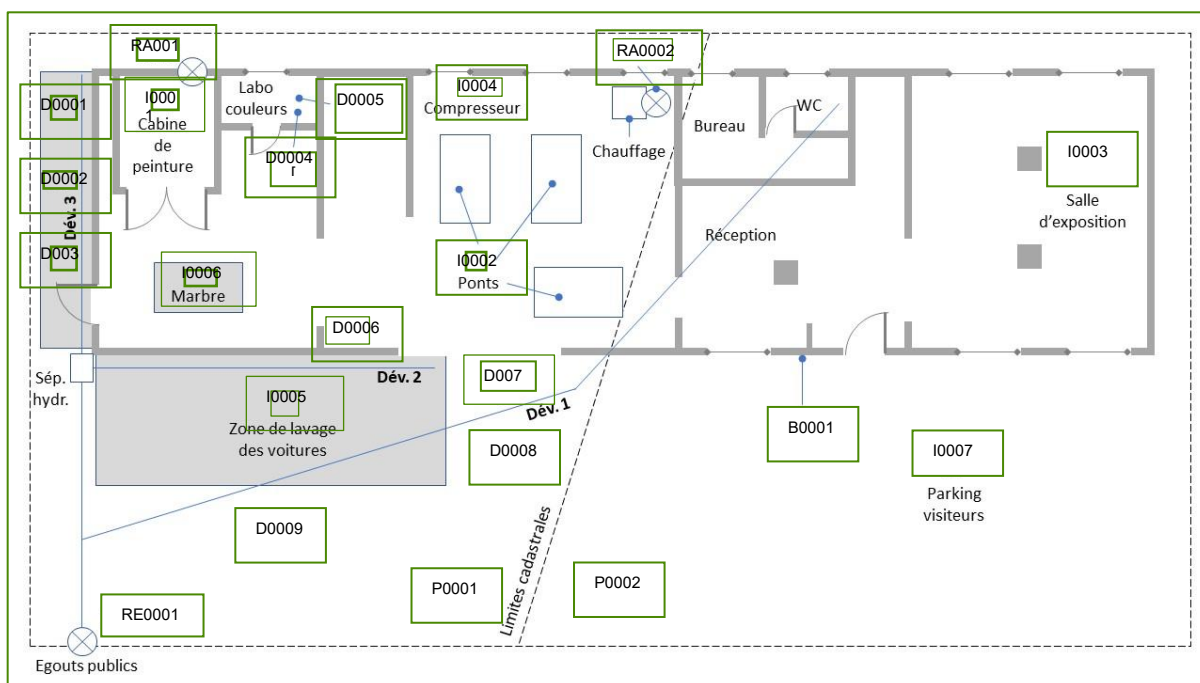 RA001
RA0002
D0001
I000
1
Cabine
de
peinture
Labo
couleurs
D0005
I0004
Compresseur
Chauffage
Bureau
WC
I0003
Salle
d'exposition
D0002
D0004
r
Dév. 3
D003
I0006
Marbre
I0002
Ponts
Réception
D0006
Sép.
hydr.
Dév. 2
D007
Dév. 1
I0005
Zone de lavage
des voitures
D0008
B0001
I0007
Parking
visiteurs
D0009
Limites cadastrales
P0001
P0002
RE0001
Egouts publics